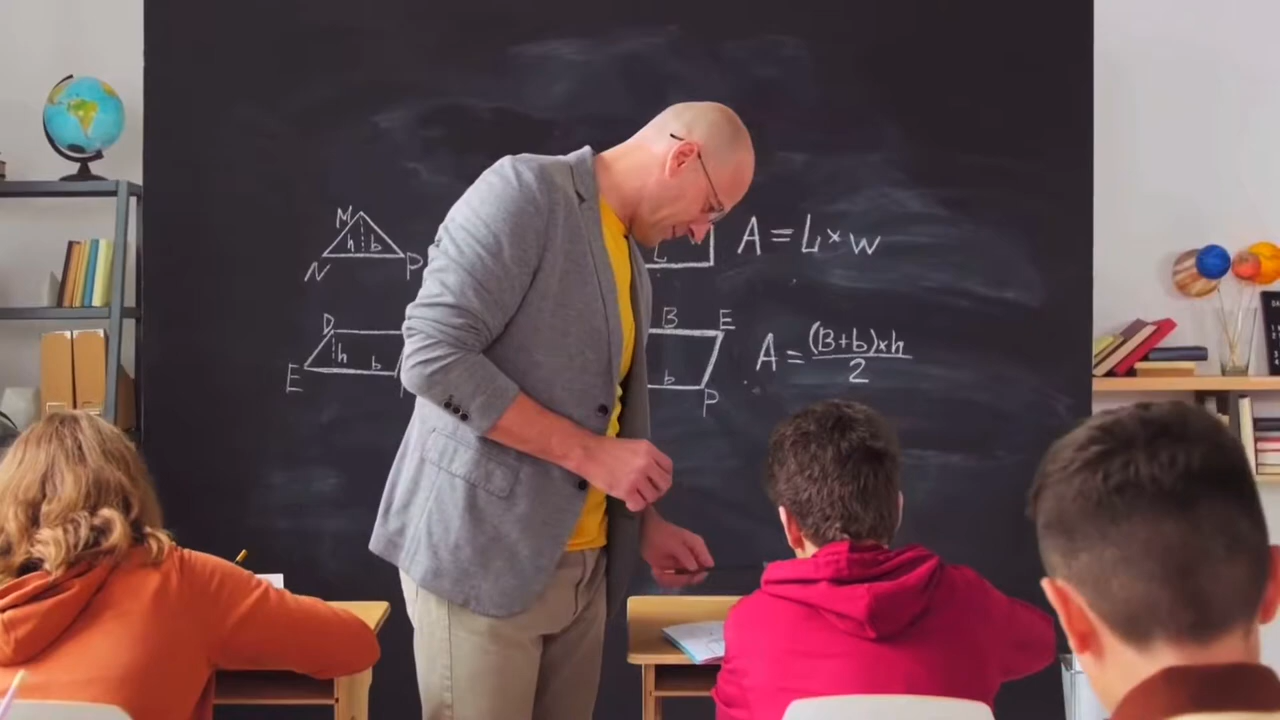 M
h b
N P
L
A = L × w
D
h b
E
B E
b
P
A = (B+b)×h / 2